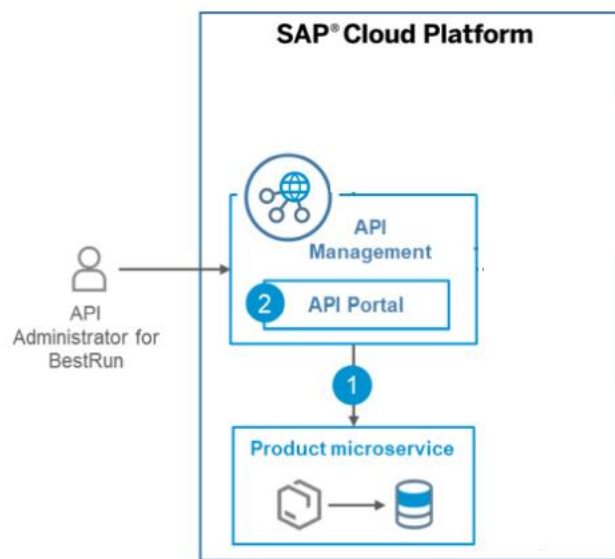 SAP® Cloud Platform
API
Management
2
API Portal
API
Administrator for
BestRun
1
Product microservice